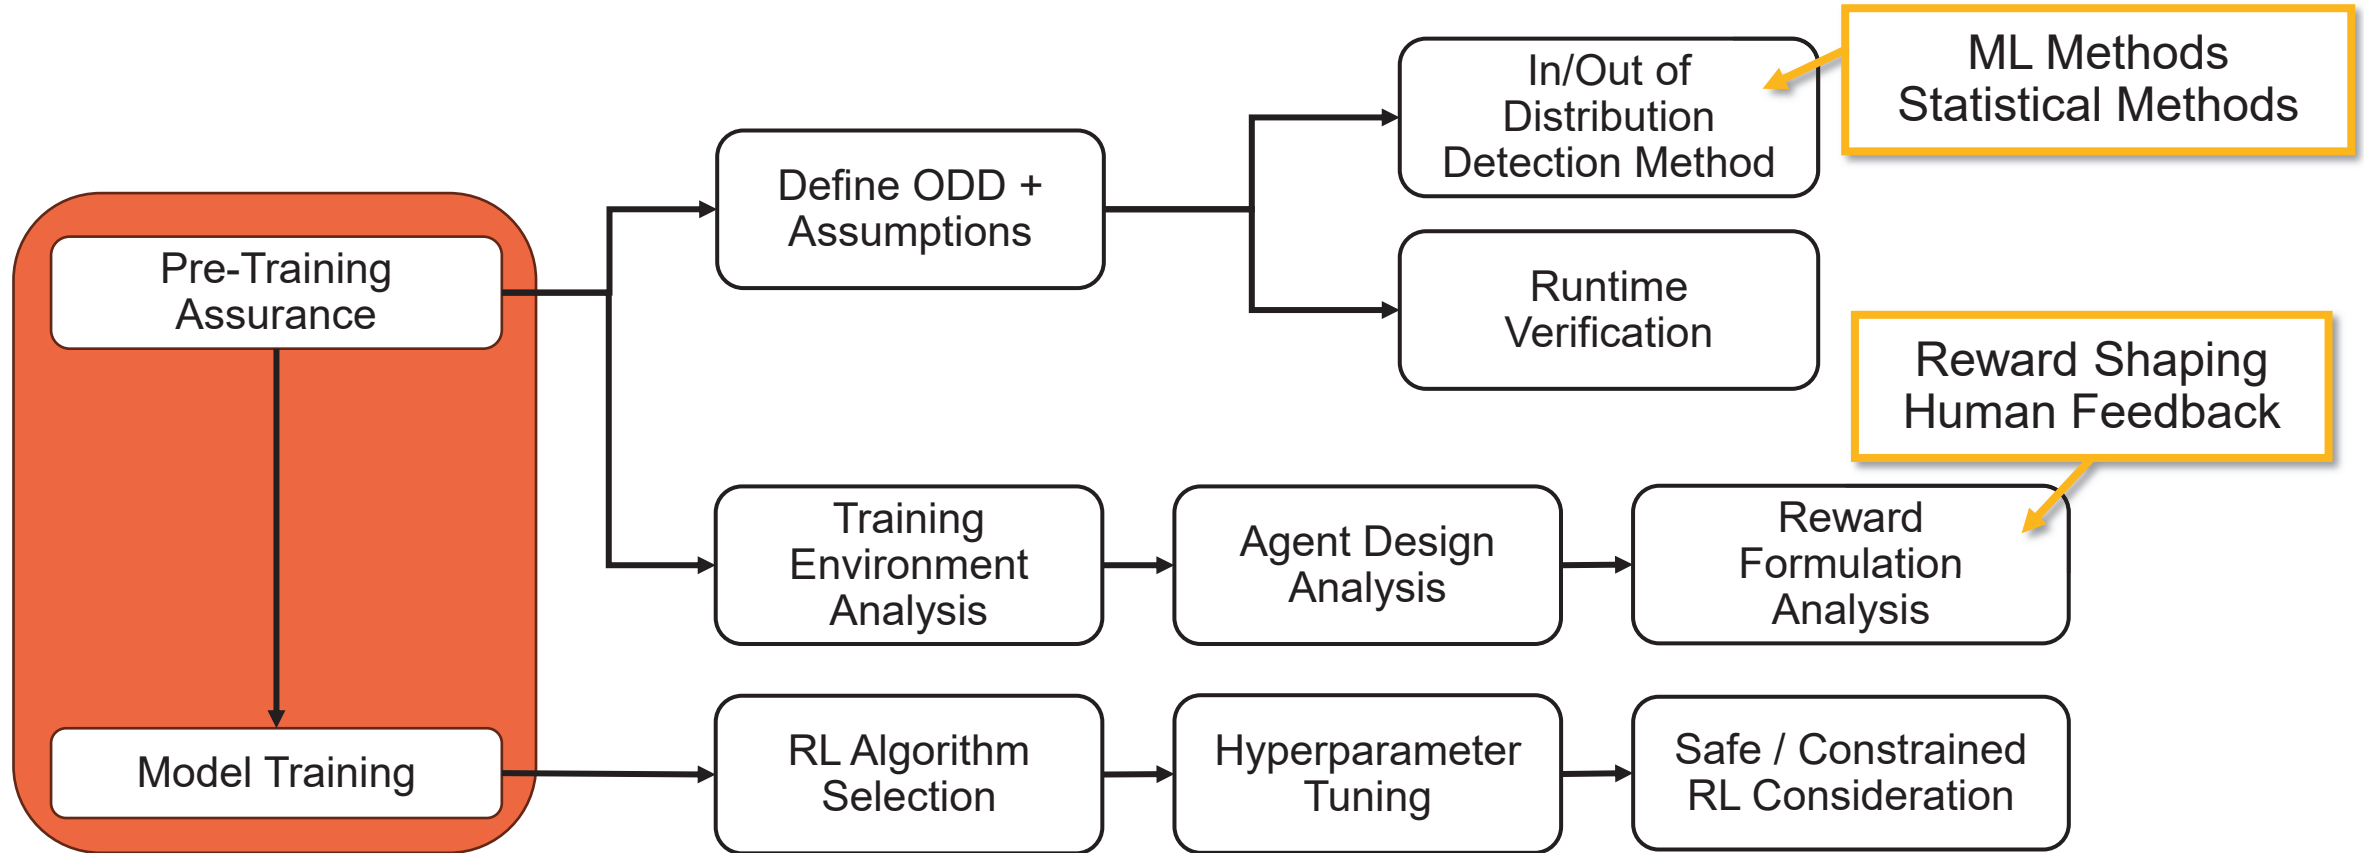 ML Methods
Statistical Methods
In/Out of
Distribution
Detection Method
Define ODD +
Assumptions
Pre-Training
Assurance
Runtime
Verification
Reward Shaping
Human Feedback
Training
Environment
Analysis
Agent Design
Analysis
Reward
Formulation
Analysis
Model Training
RL Algorithm
Selection
Hyperparameter
Tuning
Safe / Constrained
RL Consideration